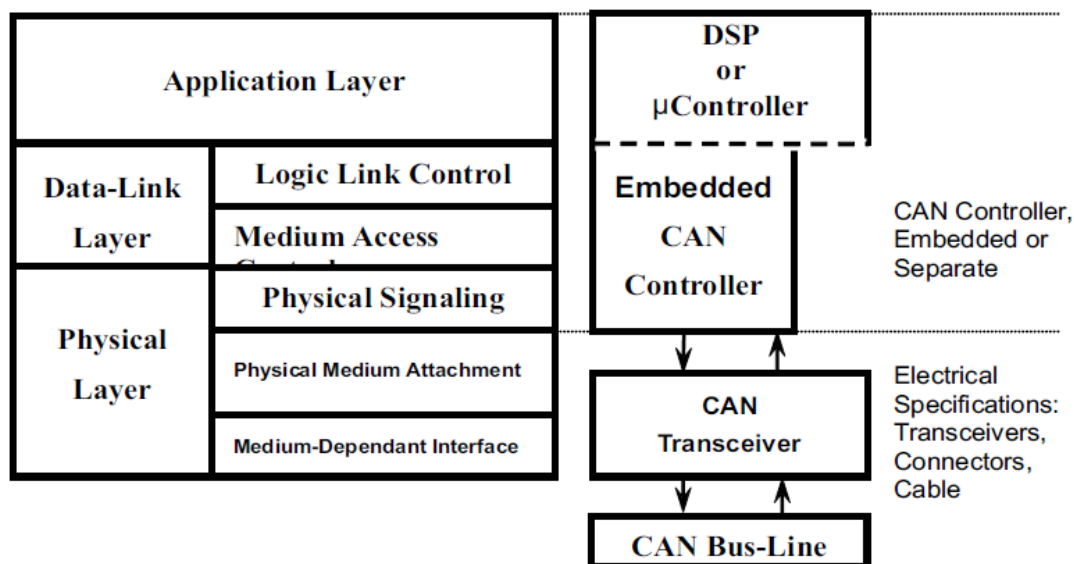 Application Layer
Data-Link
Layer
Logic Link Control
Medium Access
Physical
Layer
Physical Signaling
Physical Medium Attachment
Medium-Dependant Interface
DSP
or
µController
Embedded
CAN
Controller
CAN
Transceiver
CAN Bus-Line
CAN Controller,
Embedded or
Separate
Electrical
Specifications:
Transceivers,
Connectors,
Cable